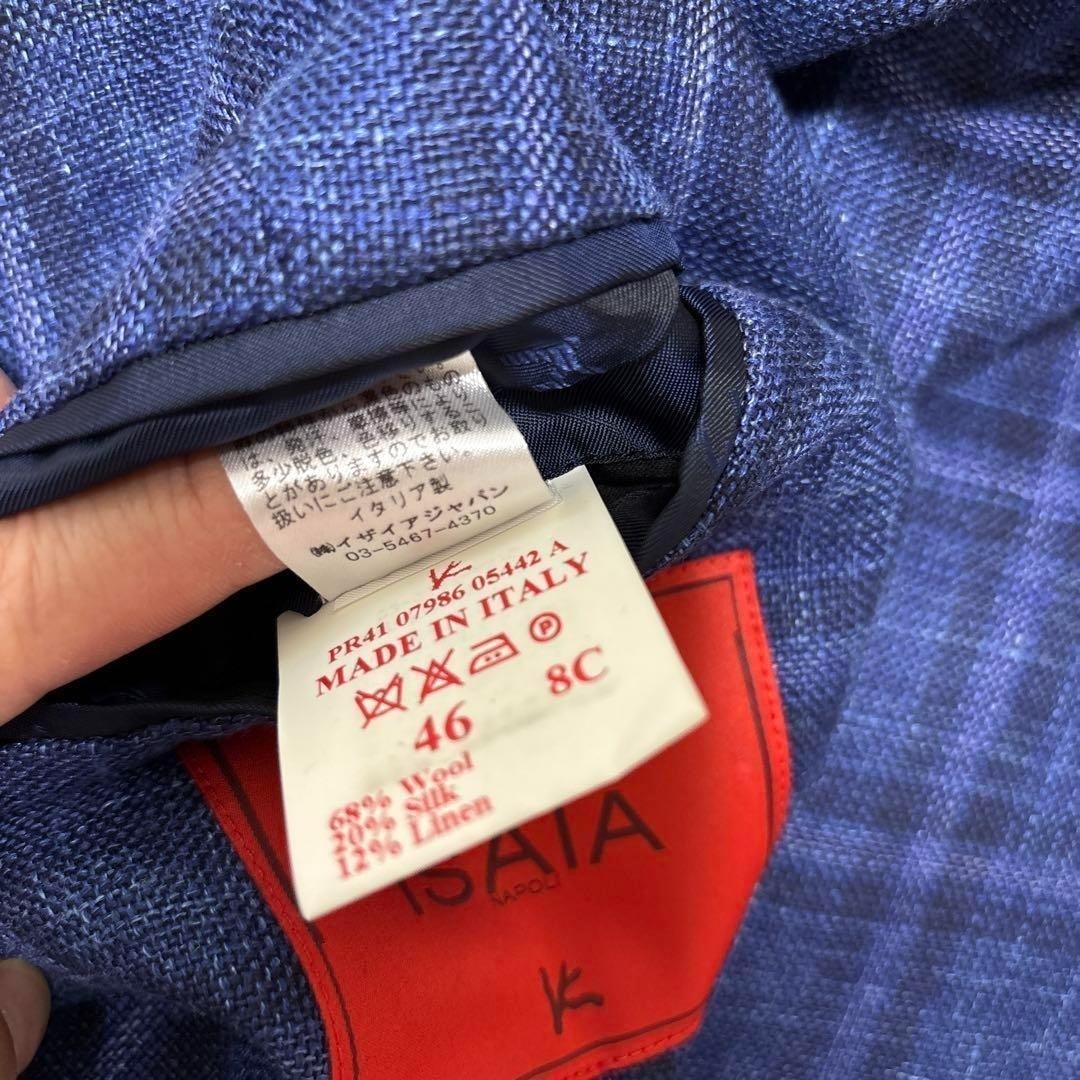 は、
多少脱色、色移りするこ
とがありますのでお取り
扱いにご注意下さい。
イタリア製
㈱イザイアジャパン
03-5467-4370
PR41 07986 05442 A
MADE IN ITALY
P
46 8C
68% Wool
20% Silk
12% Linen
ISAIA
NAPOLI